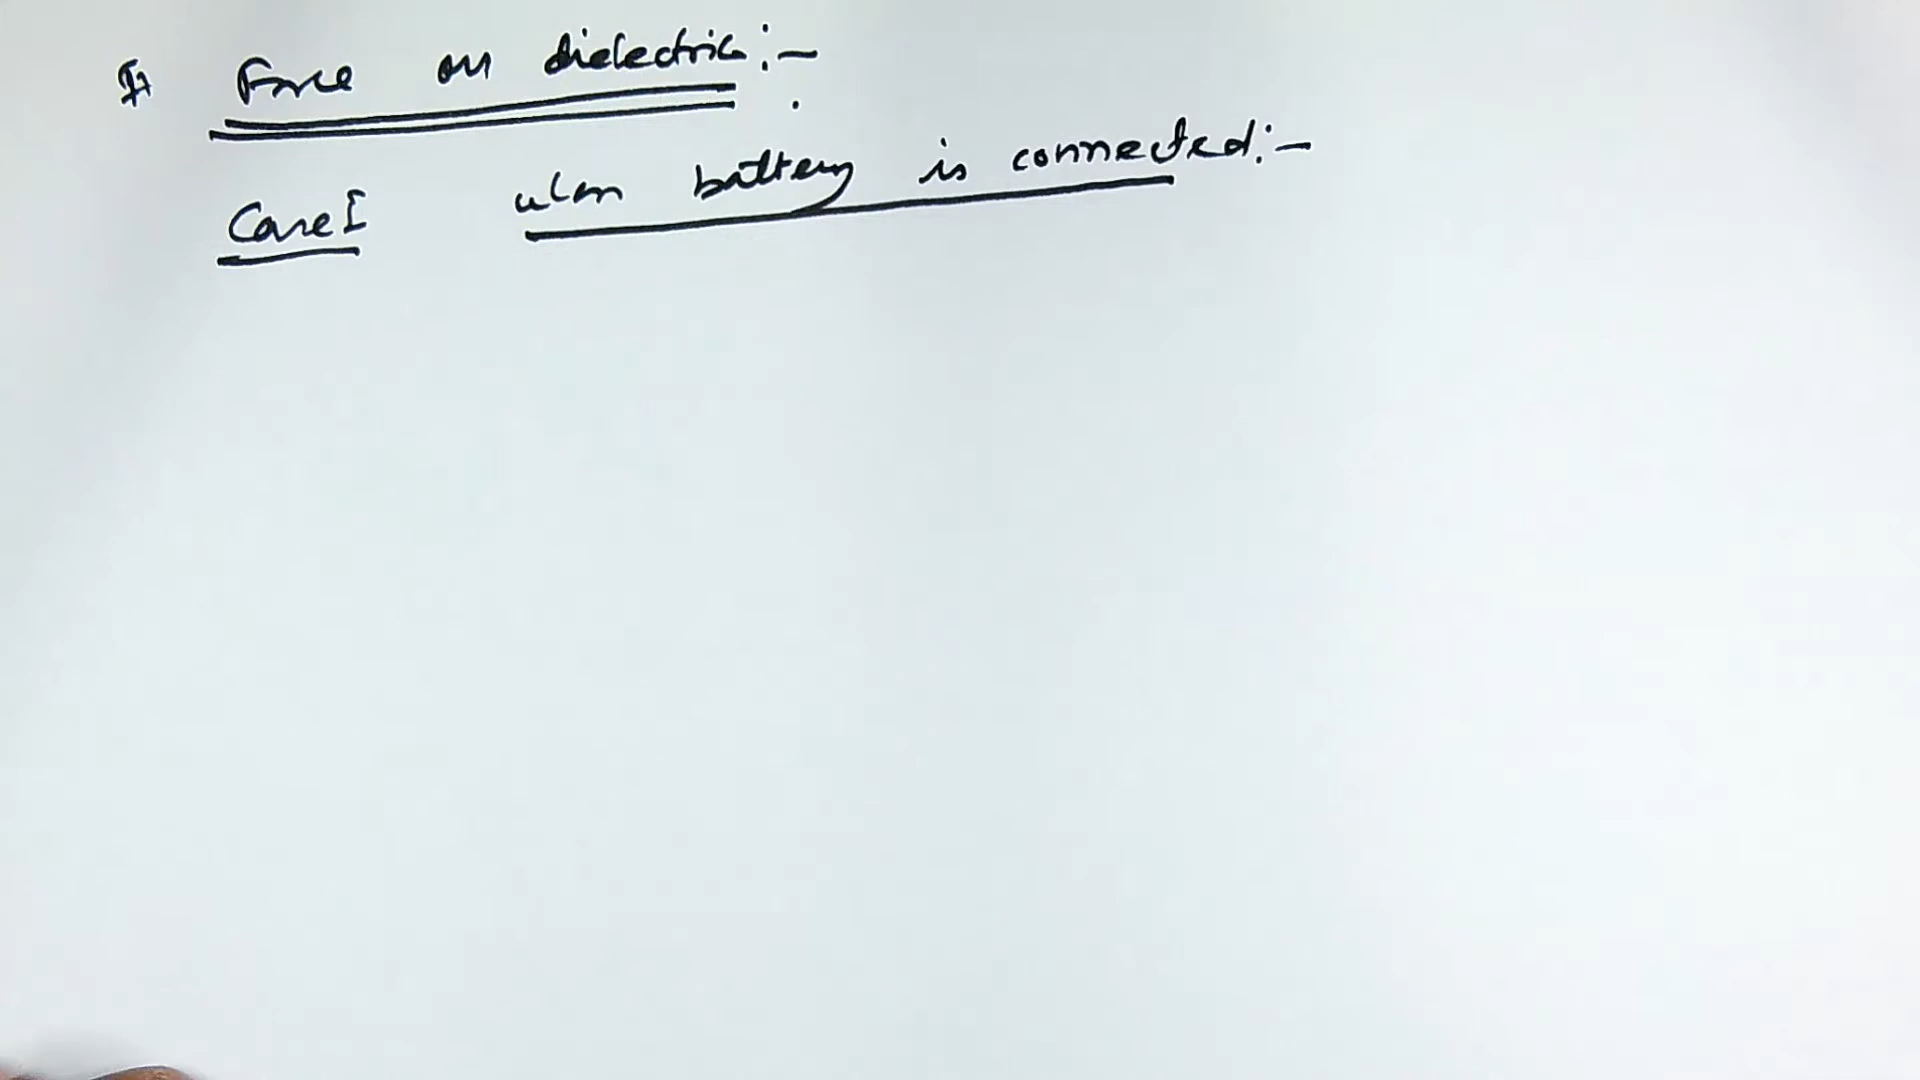 # Force on dielectric :-
Case I when battery is connected :-